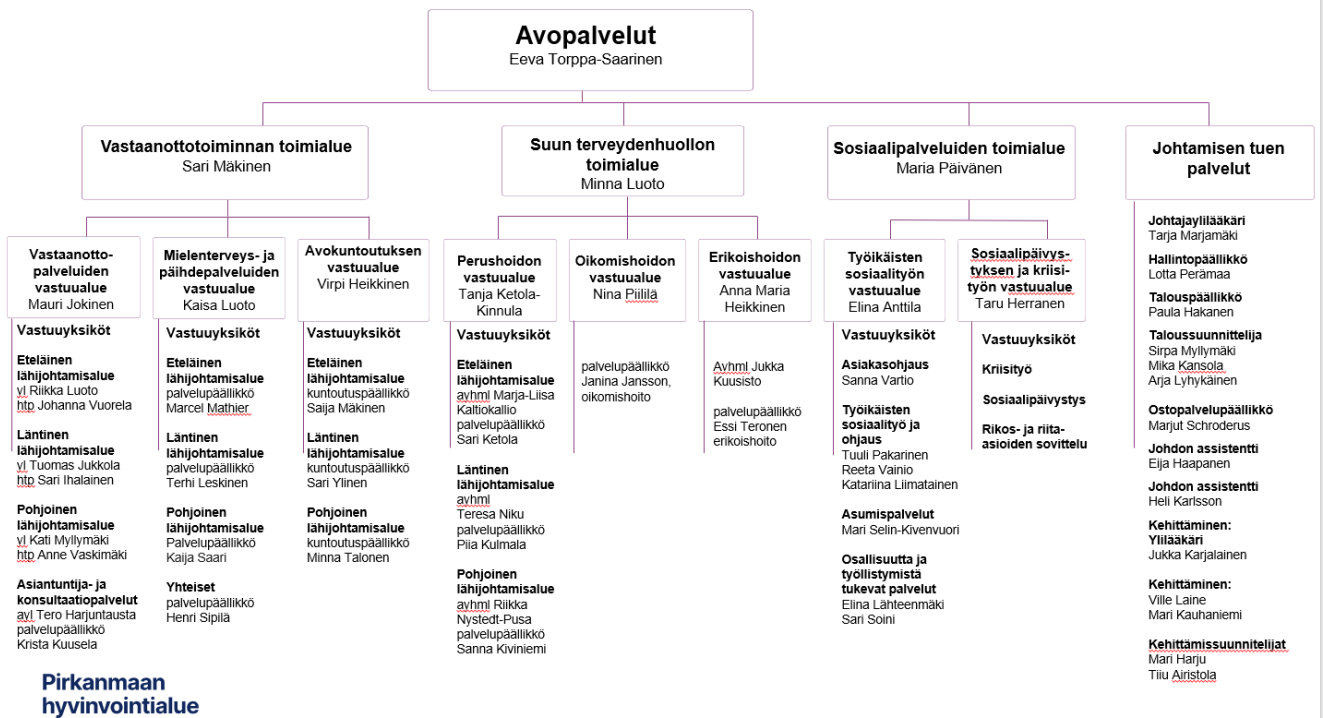 Avopalvelut
Eeva Torppa-Saarinen
Vastaanottotoiminnan toimialue
Sari Mäkinen
Suun terveydenhuollon
toimialue
Minna Luoto
Sosiaalipalveluiden toimialue
Maria Päivänen
Johtamisen tuen
palvelut
Vastaanotto-
palveluiden
vastuualue
Mauri Jokinen
Vastuuyksiköt
Eteläinen
lähijohtamisalue
yl Riikka Luoto
htp Johanna Vuorela
Läntinen
lähijohtamisalue
yl Tuomas Jukkola
htp Sari Ihalainen
Pohjoinen
lähijohtamisalue
yl Kati Myllymäki
htp Anne Vaskimäki
Asiantuntija- ja
konsultaatiopalvelut
ayl Tero Harjuntausta
palvelupäällikkö
Krista Kuusela
Mielenterveys- ja
päihdepalveluiden
vastuualue
Kaisa Luoto
Vastuuyksiköt
Eteläinen
lähijohtamisalue
palvelupäällikkö
Marcel Mathier
Läntinen
lähijohtamisalue
palvelupäällikkö
Terhi Leskinen
Pohjoinen
lähijohtamisalue
Palvelupäällikkö
Kaija Saari
Yhteiset
palvelupäällikkö
Henri Sipilä
Avokuntoutuksen
vastuualue
Virpi Heikkinen
Vastuuyksiköt
Eteläinen
lähijohtamisalue
kuntoutuspäällikkö
Saija Mäkinen
Läntinen
lähijohtamisalue
kuntoutuspäällikkö
Sari Ylinen
Pohjoinen
lähijohtamisalue
kuntoutuspäällikkö
Minna Talonen
Perushoidon
vastuualue
Tanja Ketola-
Kinnula
Vastuuyksiköt
Eteläinen
lähijohtamisalue
ayhml Marja-Liisa
Kaltiokallio
palvelupäällikkö
Sari Ketola
Läntinen
lähijohtamisalue
ayhml
Teresa Niku
palvelupäällikkö
Piia Kulmala
Pohjoinen
lähijohtamisalue
ayhml Riikka
Nystedt-Pusa
palvelupäällikkö
Sanna Kiviniemi
Oikomishoidon
vastuualue
Nina Piililä
palvelupäällikkö
Janina Jansson,
oikomishoito
Erikoishoidon
vastuualue
Anna Maria
Heikkinen
Ayhml Jukka
Kuusisto
palvelupäällikkö
Essi Teronen
erikoishoito
Työikäisten
sosiaalityön
vastuualue
Elina Anttila
Vastuuyksiköt
Asiakasohjaus
Sanna Vartio
Työikäisten
sosiaalityö ja
ohjaus
Tuuli Pakarinen
Reeta Vainio
Katariina Liimatainen
Asumispalvelut
Mari Selin-Kivenvuori
Osallisuutta ja
työllistymistä
tukevat palvelut
Elina Lähteenmäki
Sari Soini
Sosiaalipäivys-
tyksen ja kriisi-
työn vastuualue
Taru Herranen
Vastuuyksiköt
Kriisityö
Sosiaalipäivystys
Rikos- ja riita-
asioiden sovittelu
Johtajaylilääkäri
Tarja Marjamäki
Hallintopäällikkö
Lotta Perämaa
Talouspäällikkö
Paula Hakanen
Taloussuunnittelija
Sirpa Myllymäki
Mika Kansola
Arja Lyhykäinen
Ostopalvelupäällikkö
Marjut Schroderus
Johdon assistentti
Eija Haapanen
Johdon assistentti
Heli Karlsson
Kehittäminen:
Ylilääkäri
Jukka Karjalainen
Kehittäminen:
Ville Laine
Mari Kauhaniemi
Kehittämissuunnitelijat
Mari Harju
Tiiu Airistola
Pirkanmaan
hyvinvointialue